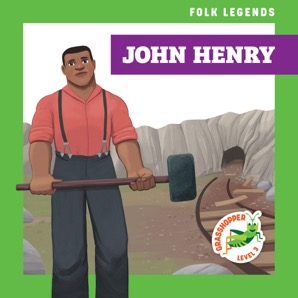 FOLK LEGENDS
JOHN HENRY
GRASSHOPPER
LEVEL 3